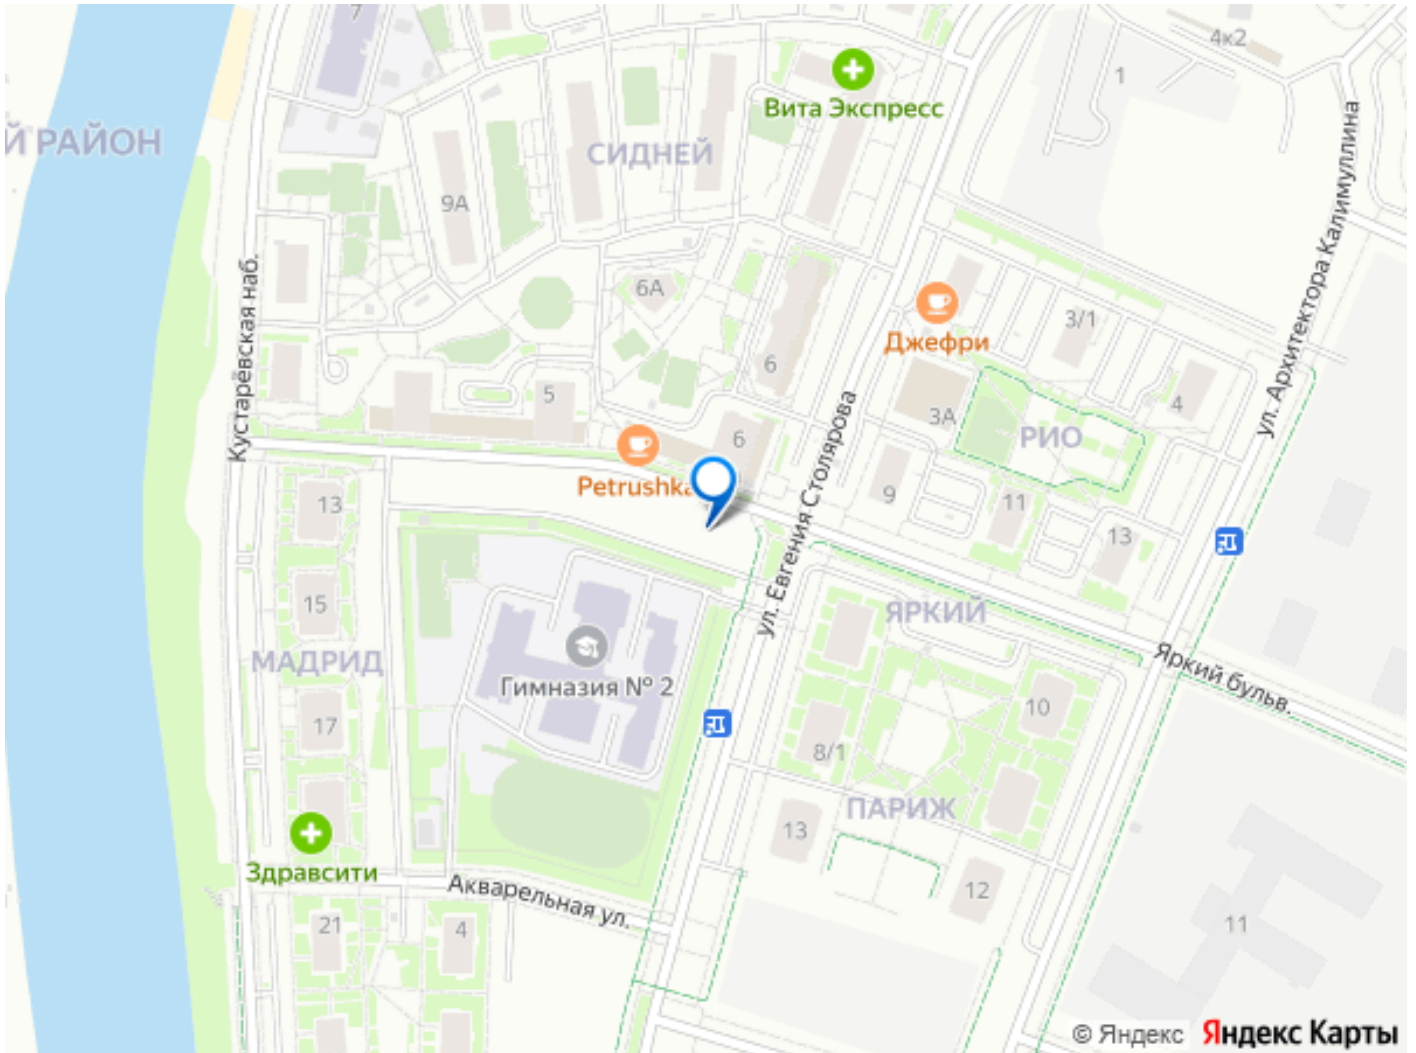 7
4к2
1
Вита Экспресс
Й РАЙОН
СИДНЕЙ
9А
ул. Архитектора Калимуллина
Кустарёвская наб.
6А
3/1
Джефри
6
5
4
3А
РИО
6
ул. Евгения Столярова
Petrushka
9
11
13
13
15
ЯРКИЙ
МАДРИД
Гимназия № 2
Яркий бульв.
17
10
8/1
ПАРИЖ
13
Здравсити
Акварельная ул.
12
21
4
11
© Яндекс Яндекс Карты